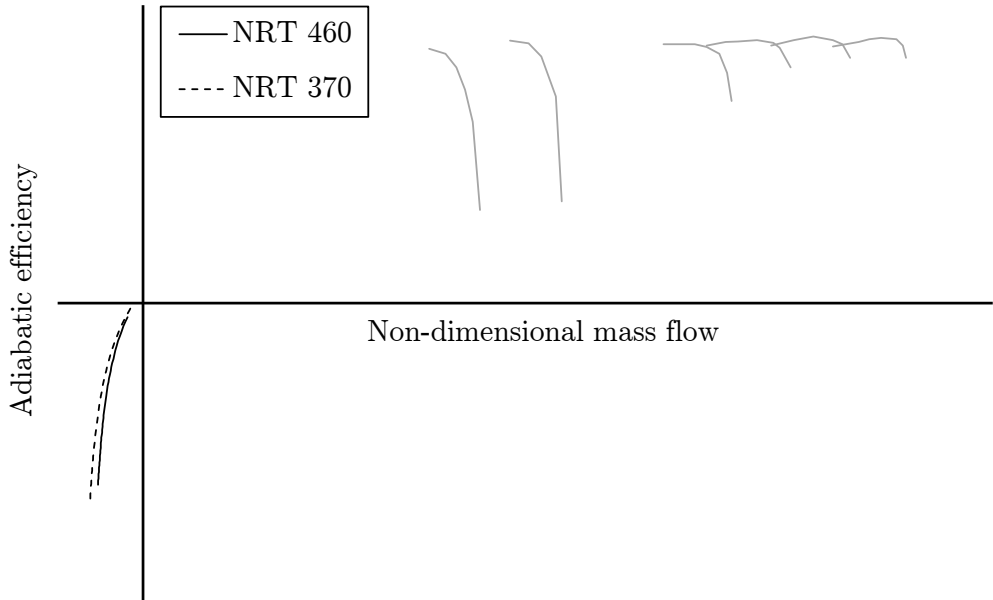 NRT 460
NRT 370
Adiabatic efficiency
Non-dimensional mass flow